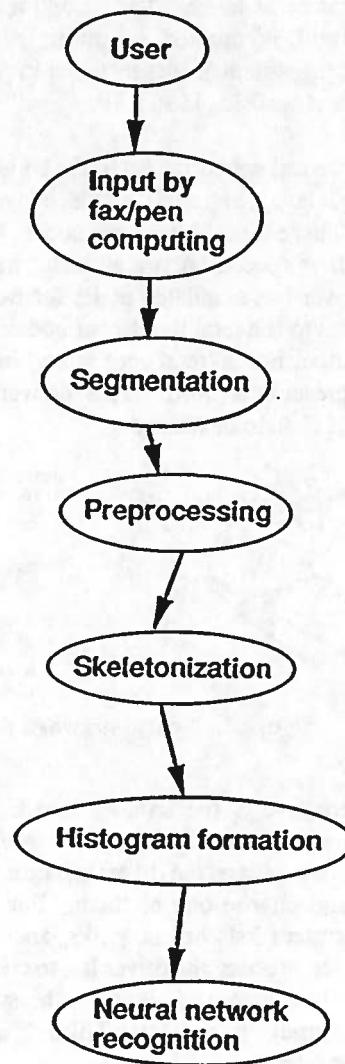 User
Input by
fax/pen
computing
Segmentation
Preprocessing
Skeletonization
Histogram formation
Neural network
recognition